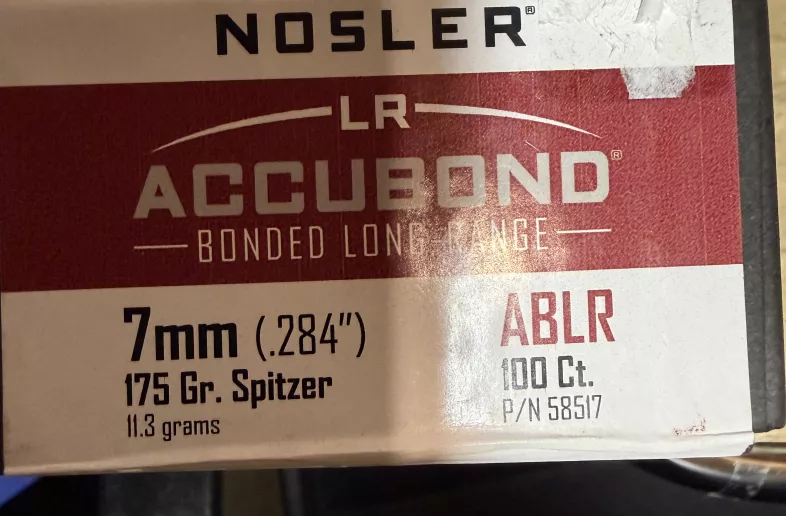 NOSLER®
LR
ACCUBOND®
BONDED LONG RANGE
7mm (.284")
175 Gr. Spitzer
11.3 grams
ABLR
100 Ct.
P/N 58517